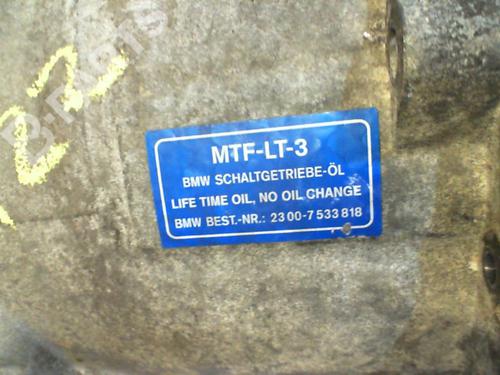 MTF-LT-3
BMW SCHALTGETRIEBE-ÖL
LIFE TIME OIL, NO OIL CHANGE
BMW BEST.-NR.: 23 00-7 533 818
B-PARTS